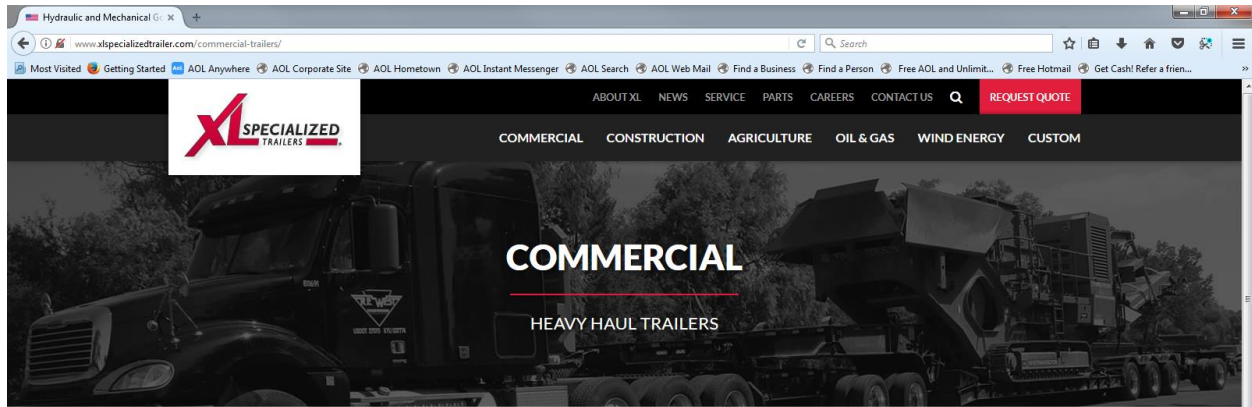 Hydraulic and Mechanical Go
www.xlspecializedtrailer.com/commercial-trailers/
Search
Most Visited Getting Started AOL Anywhere AOL Corporate Site AOL Hometown AOL Instant Messenger AOL Search AOL Web Mail Find a Business Find a Person Free AOL and Unlimit... Free Hotmail Get Cash! Refer a frien...
ABOUT XL NEWS SERVICE PARTS CAREERS CONTACT US REQUEST QUOTE
XL SPECIALIZED
TRAILERS
COMMERCIAL CONSTRUCTION AGRICULTURE OIL & GAS WIND ENERGY CUSTOM
COMMERCIAL
HEAVY HAUL TRAILERS